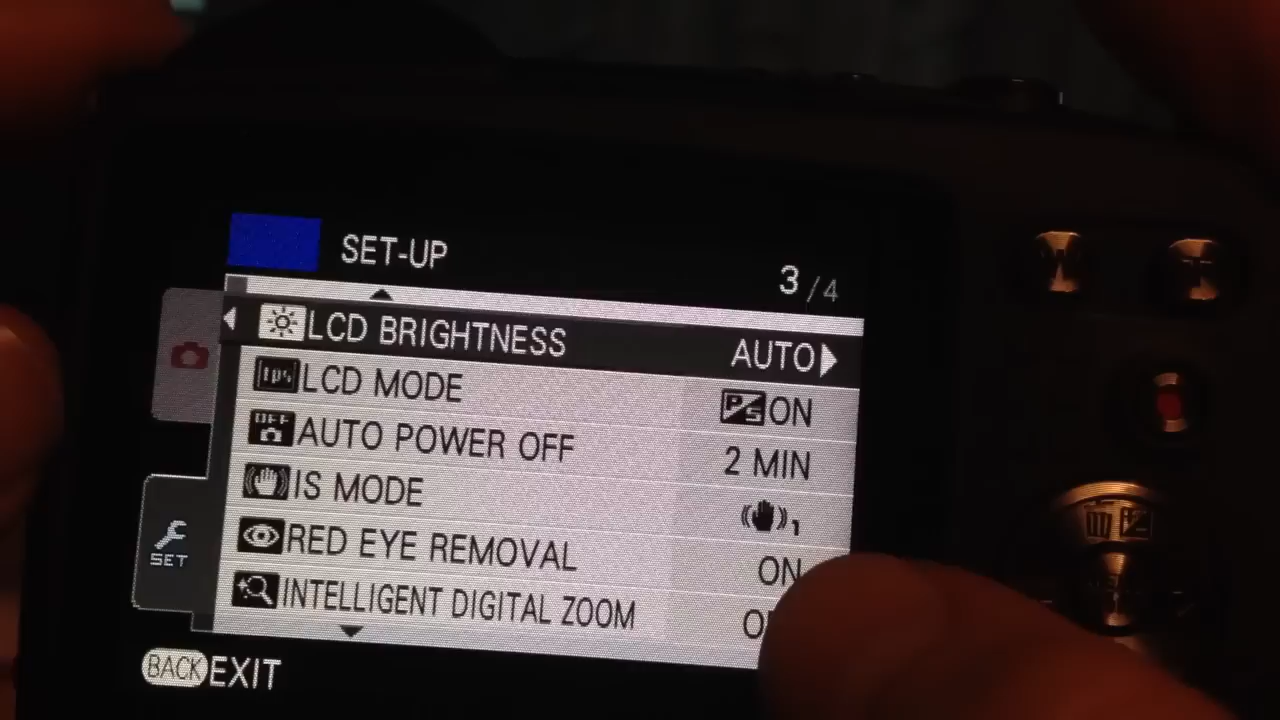 SET-UP
3/4
LCD BRIGHTNESS AUTO
LCD MODE ON
AUTO POWER OFF 2 MIN
IS MODE 1
RED EYE REMOVAL ON
INTELLIGENT DIGITAL ZOOM
SET
BACK EXIT